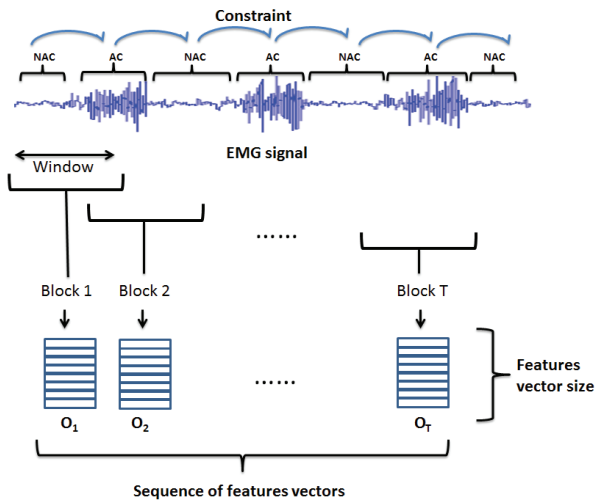 Constraint
NAC AC NAC AC NAC AC NAC
EMG signal
Window
......
Block 1 Block 2 Block T
......
Features
vector size
O1 O2 OT
Sequence of features vectors